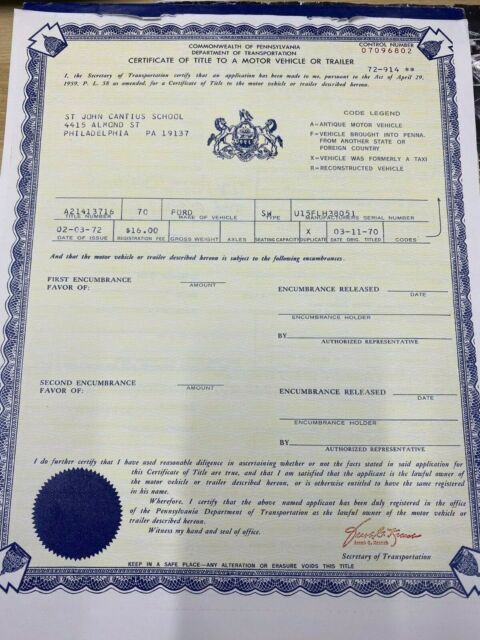 COMMONWEALTH OF PENNSYLVANIA
DEPARTMENT OF TRANSPORTATION
CERTIFICATE OF TITLE TO A MOTOR VEHICLE OR TRAILER
CONTROL NUMBER
07096802
72-914 **
I, the Secretary of Transportation certify that an application has been made to me, pursuant to the Act of April 29,
1959, P. L. 58 as amended, for a Certificate of Title to the motor vehicle or trailer described hereon.
ST JOHN CANTIUS SCHOOL
4415 ALMOND ST
PHILADELPHIA PA 19137
CODE LEGEND
A=ANTIQUE MOTOR VEHICLE
F=VEHICLE BROUGHT INTO PENNA.
FROM ANOTHER STATE OR
FOREIGN COUNTRY
X=VEHICLE WAS FORMERLY A TAXI
R=RECONSTRUCTED VEHICLE
A21413716 70 FORD SW U15FLH38051
TITLE NUMBER MAKE OF VEHICLE TYPE MANUFACTURERS SERIAL NUMBER
02-03-72 $16.00 X 03-11-70
DATE OF ISSUE REGISTRATION FEE GROSS WEIGHT AXLES SEATING CAPACITY DUPLICATE DATE ORIG. TITLED CODES
And that the motor vehicle or trailer described hereon is subject to the following encumbrances.
FIRST ENCUMBRANCE
FAVOR OF:
AMOUNT
ENCUMBRANCE RELEASED
DATE
ENCUMBRANCE HOLDER
BY
AUTHORIZED REPRESENTATIVE
SECOND ENCUMBRANCE
FAVOR OF:
AMOUNT
ENCUMBRANCE RELEASED
DATE
ENCUMBRANCE HOLDER
BY
AUTHORIZED REPRESENTATIVE
I do further certify that I have used reasonable diligence in ascertaining whether or not the facts stated in said application for
this Certificate of Title are true, and that I am satisfied that the applicant is the lawful owner of
the motor vehicle or trailer described hereon, or is otherwise entitled to have the same registered
in his name.
Wherefore, I certify that the above named applicant has been duly registered in the office
of the Pennsylvania Department of Transportation as the lawful owner of the motor vehicle or
trailer described hereon.
Witness my hand and seal of office.
Secretary of Transportation
KEEP IN A SAFE PLACE—ANY ALTERATION OR ERASURE VOIDS THIS TITLE